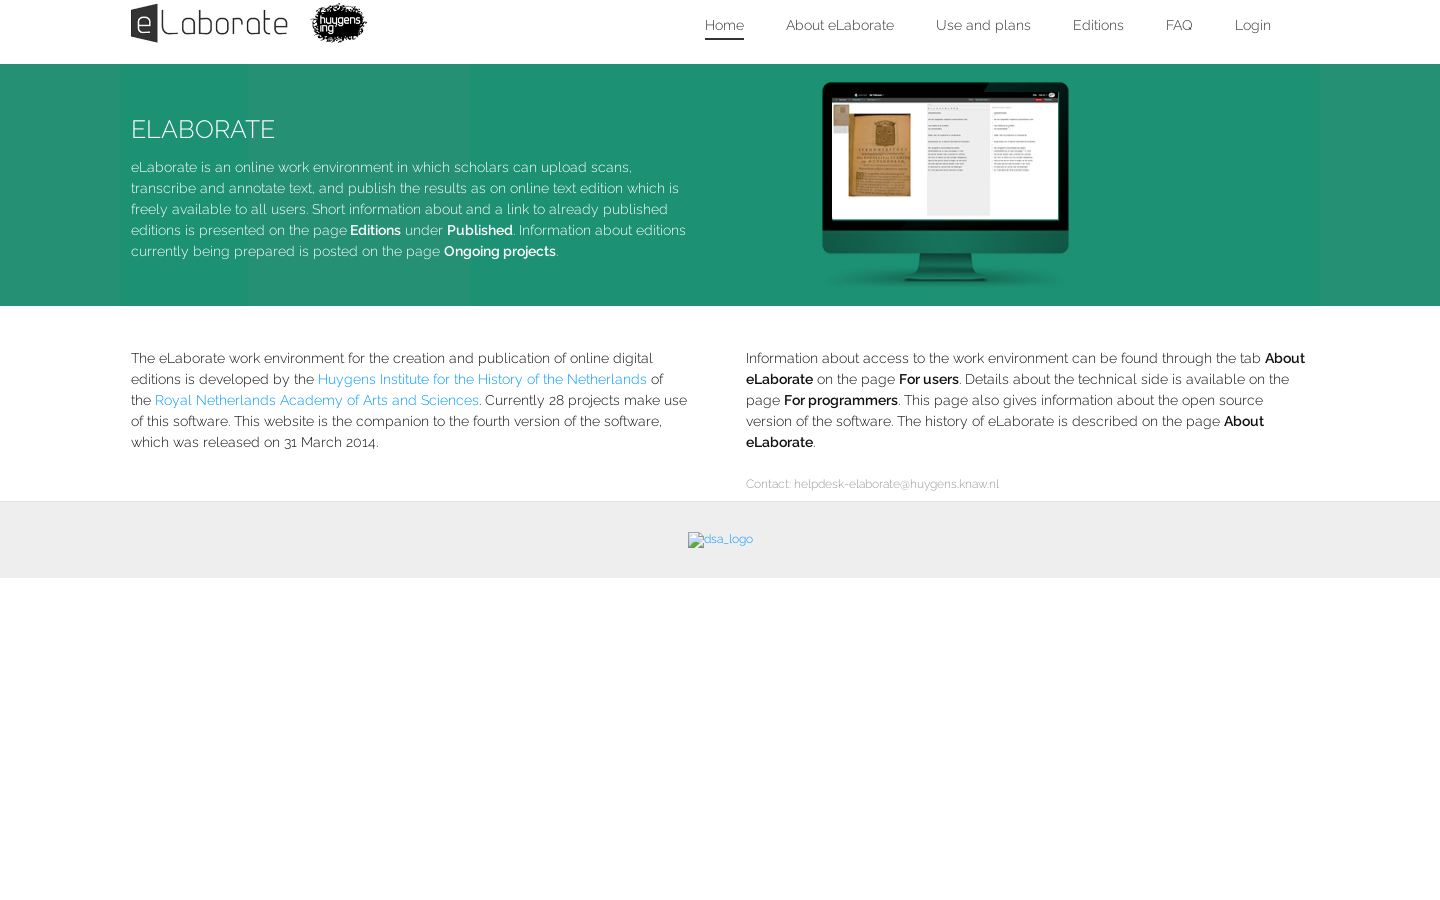 eLaborate
huygens
ing
Home
About eLaborate
Use and plans
Editions
FAQ
Login
ELABORATE
eLaborate is an online work environment in which scholars can upload scans,
transcribe and annotate text, and publish the results as on online text edition which is
freely available to all users. Short information about and a link to already published
editions is presented on the page Editions under Published. Information about editions
currently being prepared is posted on the page Ongoing projects.
The eLaborate work environment for the creation and publication of online digital
editions is developed by the Huygens Institute for the History of the Netherlands of
the Royal Netherlands Academy of Arts and Sciences. Currently 28 projects make use
of this software. This website is the companion to the fourth version of the software,
which was released on 31 March 2014.
Information about access to the work environment can be found through the tab About
eLaborate on the page For users. Details about the technical side is available on the
page For programmers. This page also gives information about the open source
version of the software. The history of eLaborate is described on the page About
eLaborate.
Contact: helpdesk-elaborate@huygens.knaw.nl
dsa_logo